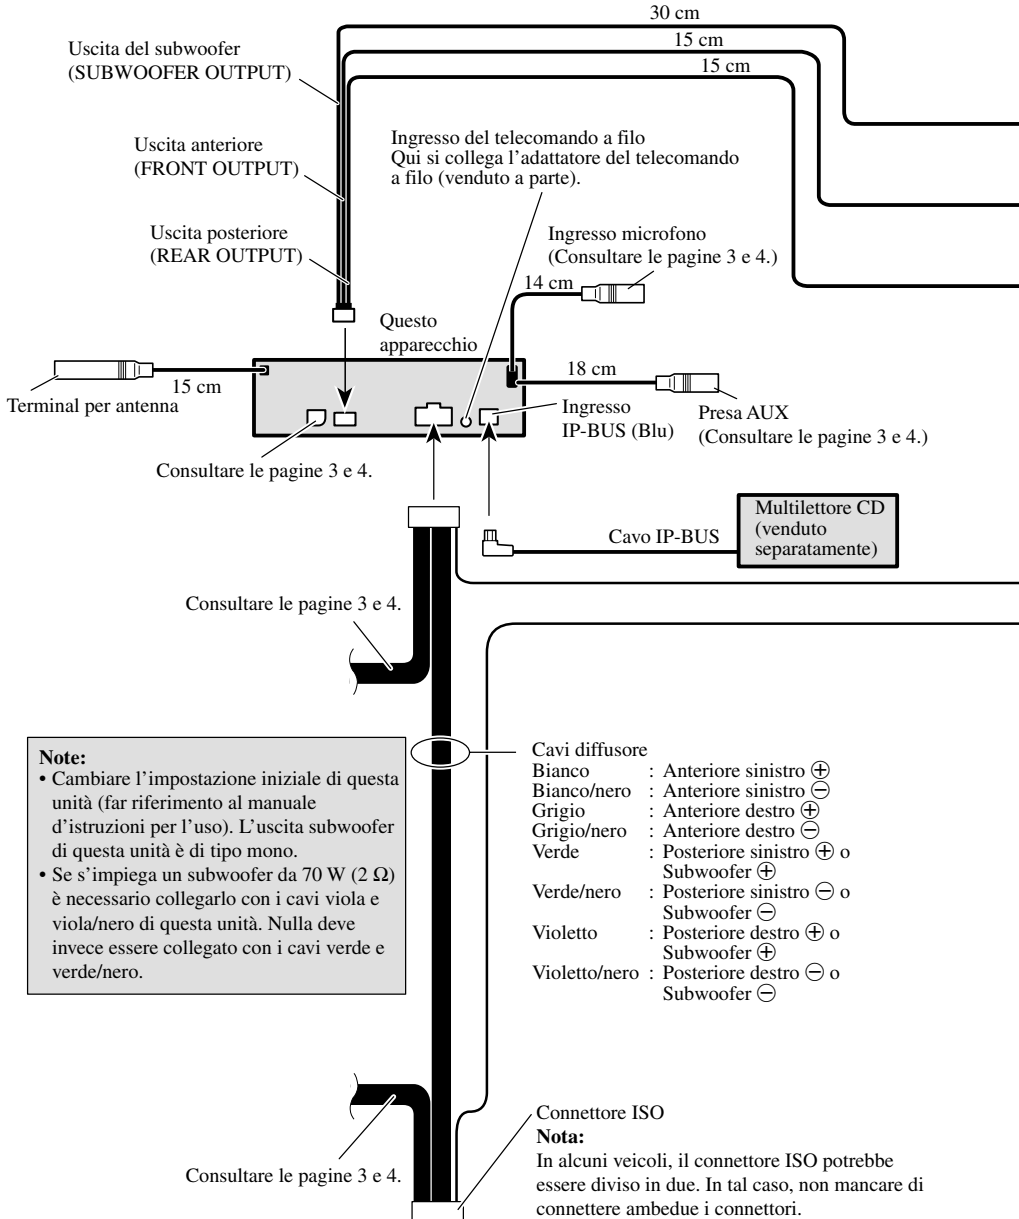 30 cm
15 cm
15 cm
Uscita del subwoofer
(SUBWOOFER OUTPUT)
Uscita anteriore
(FRONT OUTPUT)
Ingresso del telecomando a filo
Qui si collega l’adattatore del telecomando
a filo (venduto a parte).
Uscita posteriore
(REAR OUTPUT)
Ingresso microfono
(Consultare le pagine 3 e 4.)
14 cm
Questo
apparecchio
15 cm
Terminal per antenna
18 cm
Ingresso
IP-BUS (Blu)
Presa AUX
(Consultare le pagine 3 e 4.)
Consultare le pagine 3 e 4.
Multilettore CD
(venduto
separatamente)
Cavo IP-BUS
Consultare le pagine 3 e 4.
Note:
• Cambiare l’impostazione iniziale di questa
unità (far riferimento al manuale
d’istruzioni per l’uso). L’uscita subwoofer
di questa unità è di tipo mono.
• Se s’impiega un subwoofer da 70 W (2 Ω)
è necessario collegarlo con i cavi viola e
viola/nero di questa unità. Nulla deve
invece essere collegato con i cavi verde e
verde/nero.
Cavi diffusore
Bianco : Anteriore sinistro ⊕
Bianco/nero : Anteriore sinistro ⊖
Grigio : Anteriore destro ⊕
Grigio/nero : Anteriore destro ⊖
Verde : Posteriore sinistro ⊕ o
Subwoofer ⊕
Verde/nero : Posteriore sinistro ⊖ o
Subwoofer ⊖
Violetto : Posteriore destro ⊕ o
Subwoofer ⊕
Violetto/nero : Posteriore destro ⊖ o
Subwoofer ⊖
Consultare le pagine 3 e 4.
Connettore ISO
Nota:
In alcuni veicoli, il connettore ISO potrebbe
essere diviso in due. In tal caso, non mancare di
connettere ambedue i connettori.